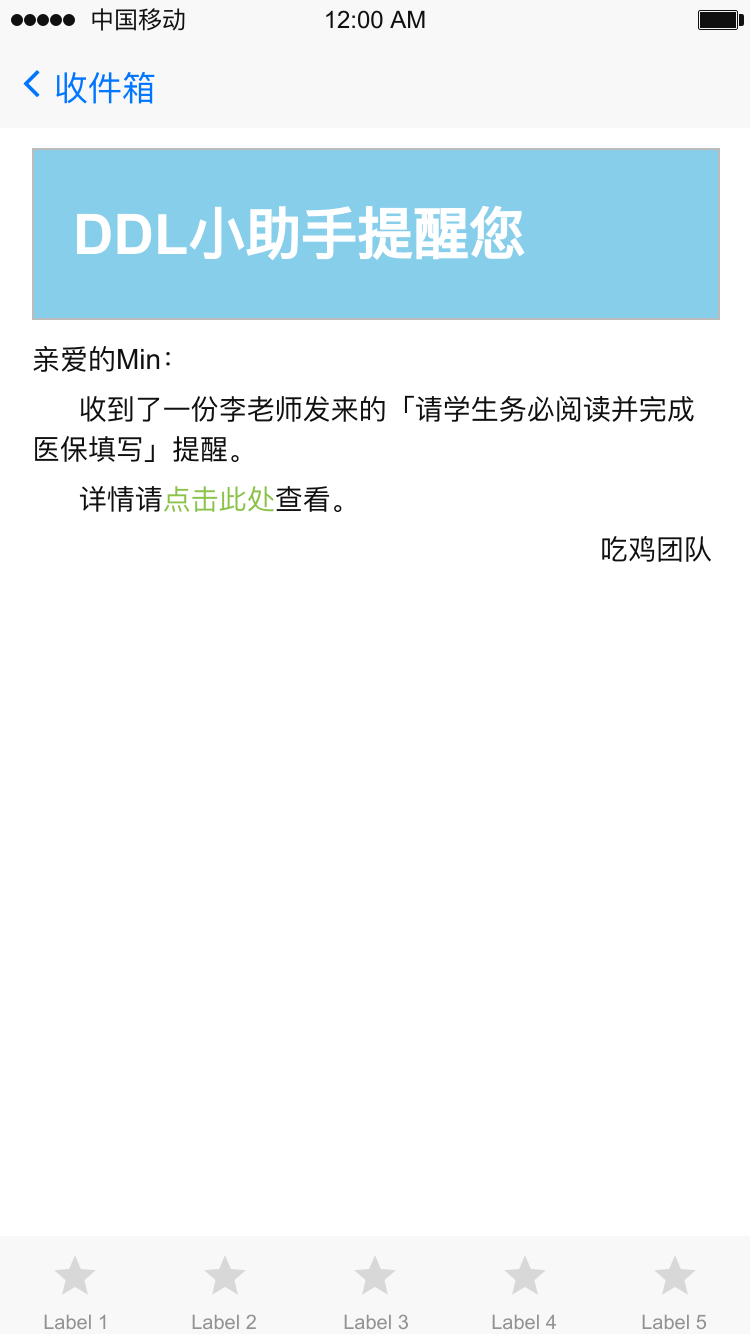 中国移动 12:00 AM
收件箱
DDL小助手提醒您
亲爱的Min：
收到了一份李老师发来的「请学生务必阅读并完成
医保填写」提醒。
详情请点击此处查看。
吃鸡团队
Label 1 Label 2 Label 3 Label 4 Label 5